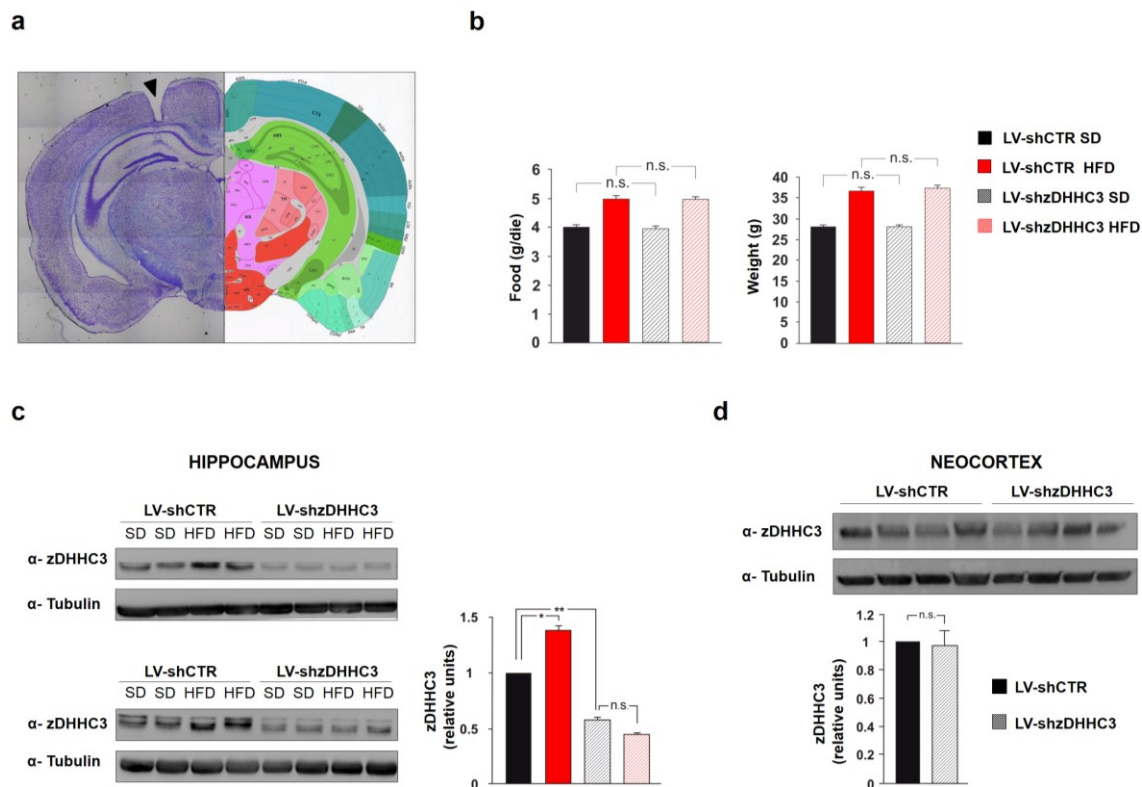 a
b
CTX
HPF
TH
6
5
4
3
2
1
0
Food (g/die)
n.s.
n.s.
40
35
30
25
20
15
10
5
0
Weight (g)
n.s.
n.s.
LV-shCTR SD
LV-shCTR HFD
LV-shzDHHC3 SD
LV-shzDHHC3 HFD
c
HIPPOCAMPUS
LV-shCTR LV-shzDHHC3
SD SD HFD HFD SD SD HFD HFD
α- zDHHC3
α- Tubulin
LV-shCTR LV-shzDHHC3
SD SD HFD HFD SD SD HFD HFD
α- zDHHC3
α- Tubulin
1.5
1
0.5
0
zDHHC3
(relative units)
*
**
n.s.
d
NEOCORTEX
LV-shCTR LV-shzDHHC3
α- zDHHC3
α- Tubulin
1.2
1
0.8
0.6
0.4
0.2
0
zDHHC3
(relative units)
n.s.
LV-shCTR
LV-shzDHHC3